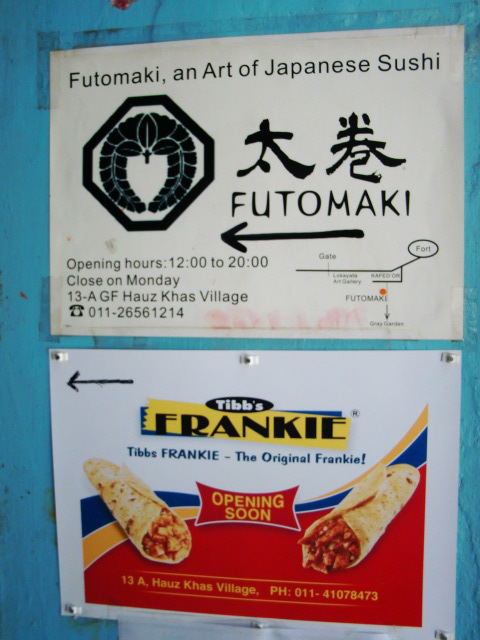 Futomaki, an Art of Japanese Sushi
太巻
FUTOMAKI
Opening hours:12:00 to 20:00
Close on Monday
13-A GF Hauz Khas Village
☎ 011-26561214
Fort
Gate
Lokayata
Art Gallery
KAFED'OR
FUTOMAKI
Gray Garden
Tibb's
FRANKIE®
Tibbs FRANKIE - The Original Frankie!
OPENING
SOON
13 A, Hauz Khas Village, PH: 011- 41078473